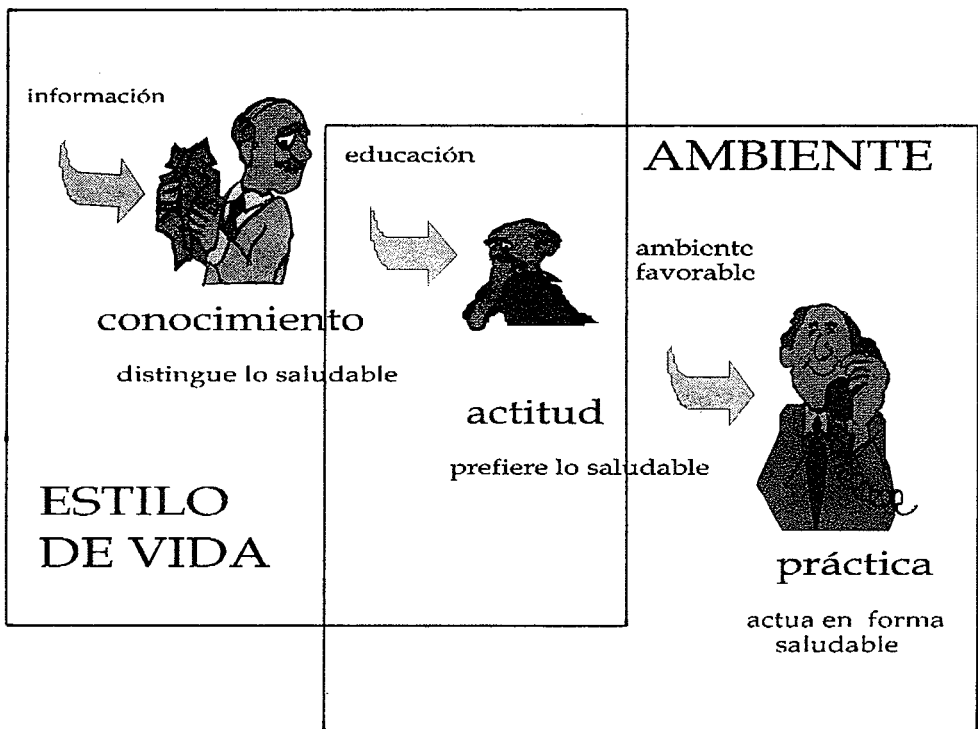 información
conocimiento
distingue lo saludable
ESTILO
DE VIDA
educación
actitud
prefiere lo saludable
AMBIENTE
ambiente
favorable
práctica
actua en forma
saludable